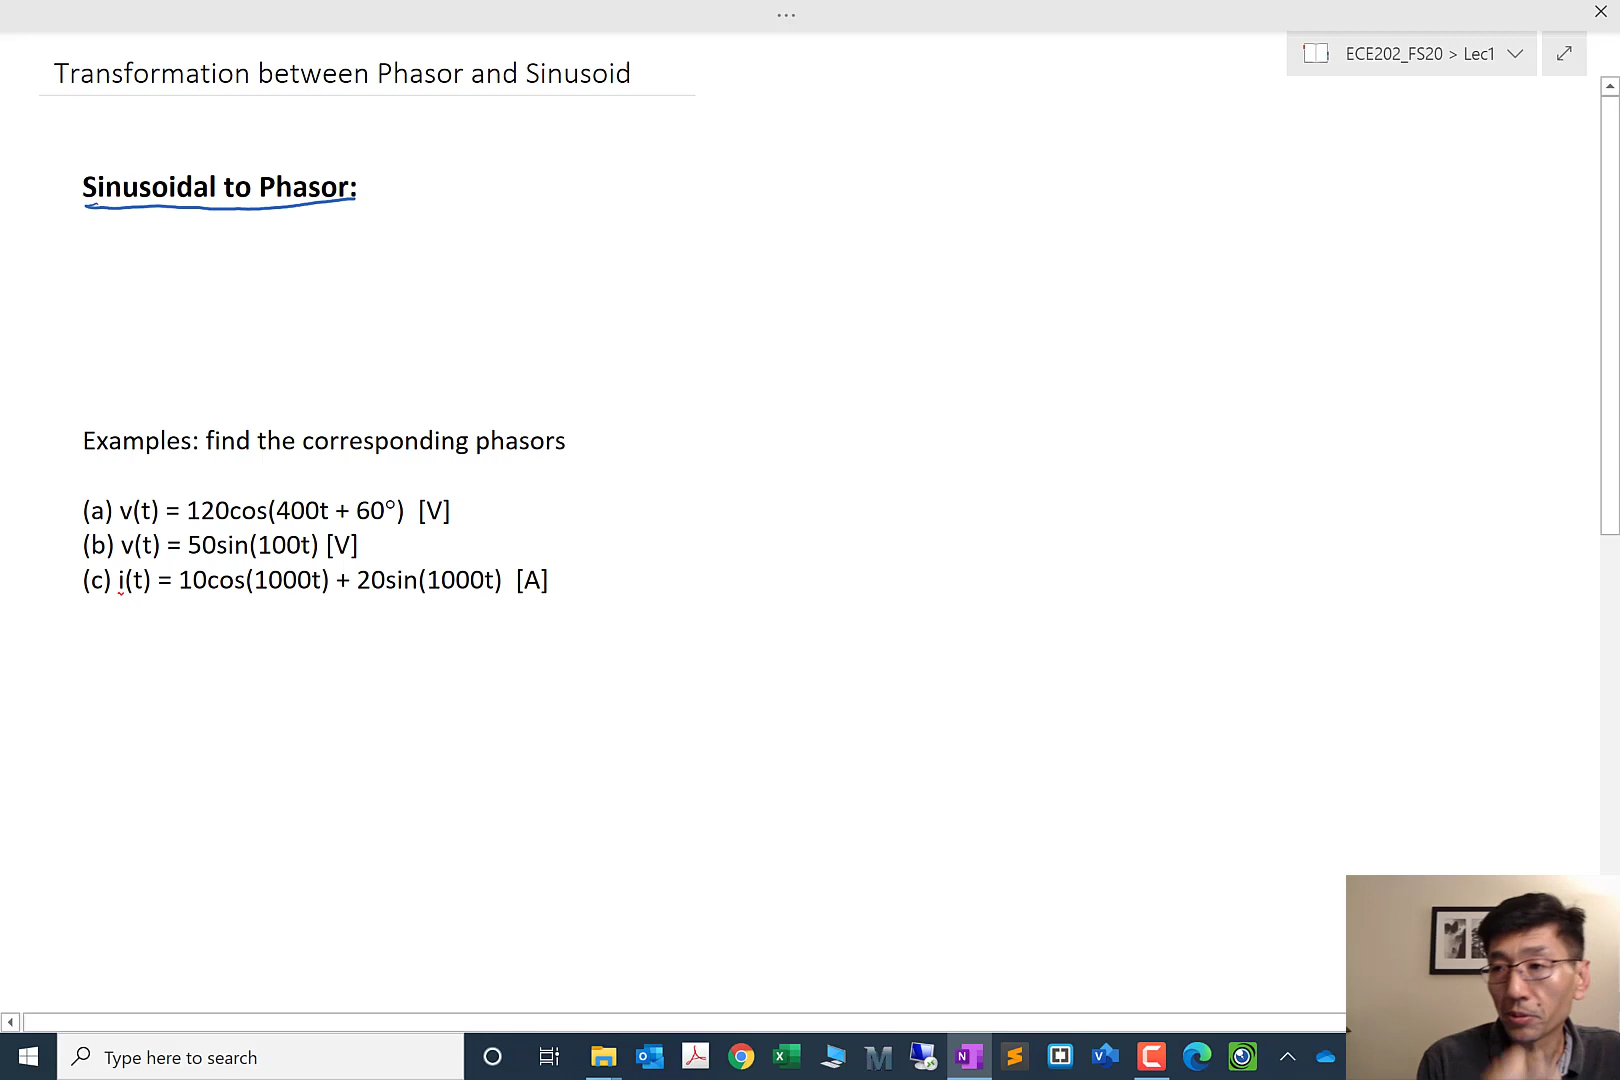 ECE202_FS20 > Lec1
Transformation between Phasor and Sinusoid
Sinusoidal to Phasor:
Examples: find the corresponding phasors
(a) v(t) = 120cos(400t + 60°)  [V]
(b) v(t) = 50sin(100t) [V]
(c) i(t) = 10cos(1000t) + 20sin(1000t)  [A]
Type here to search